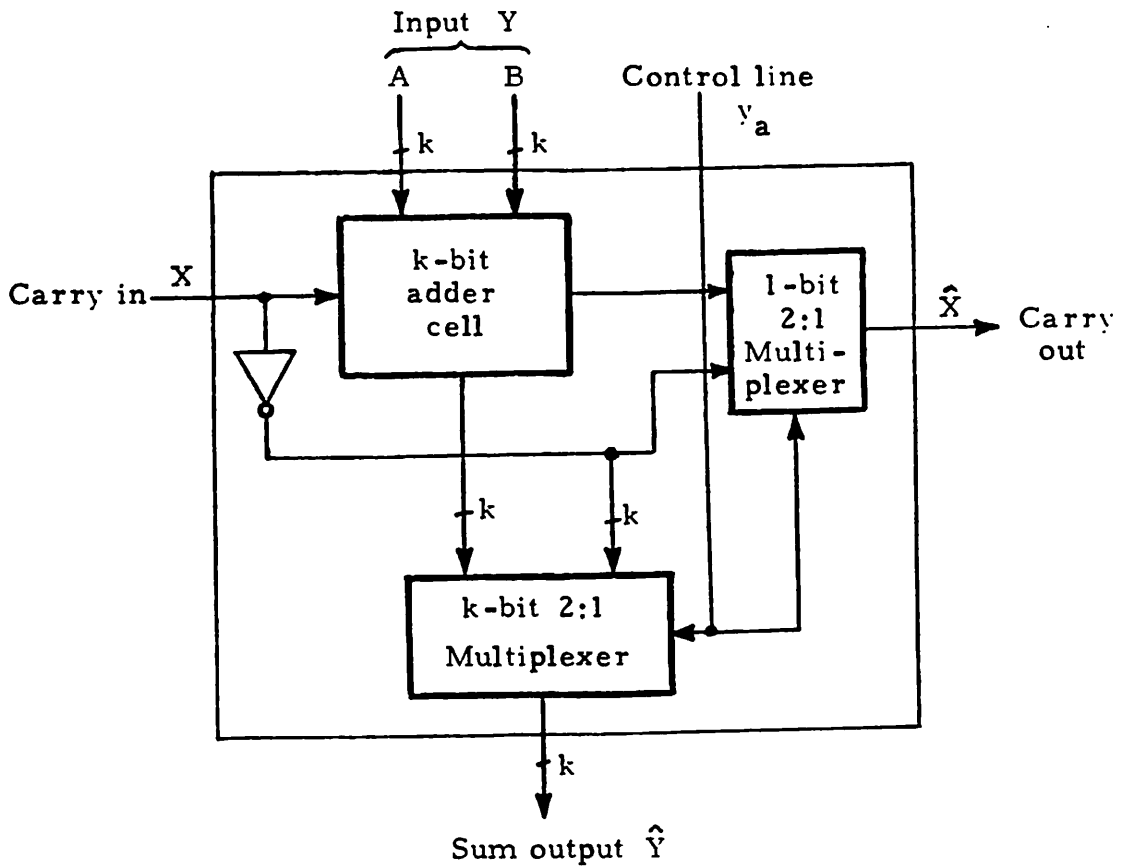 Input Y
A B
Control line
y_a
k k
k-bit
adder
cell
Carry in X
1-bit
2:1
Multi-
plexer
X̂
Carry
out
k k
k-bit 2:1
Multiplexer
k
Sum output Ŷ